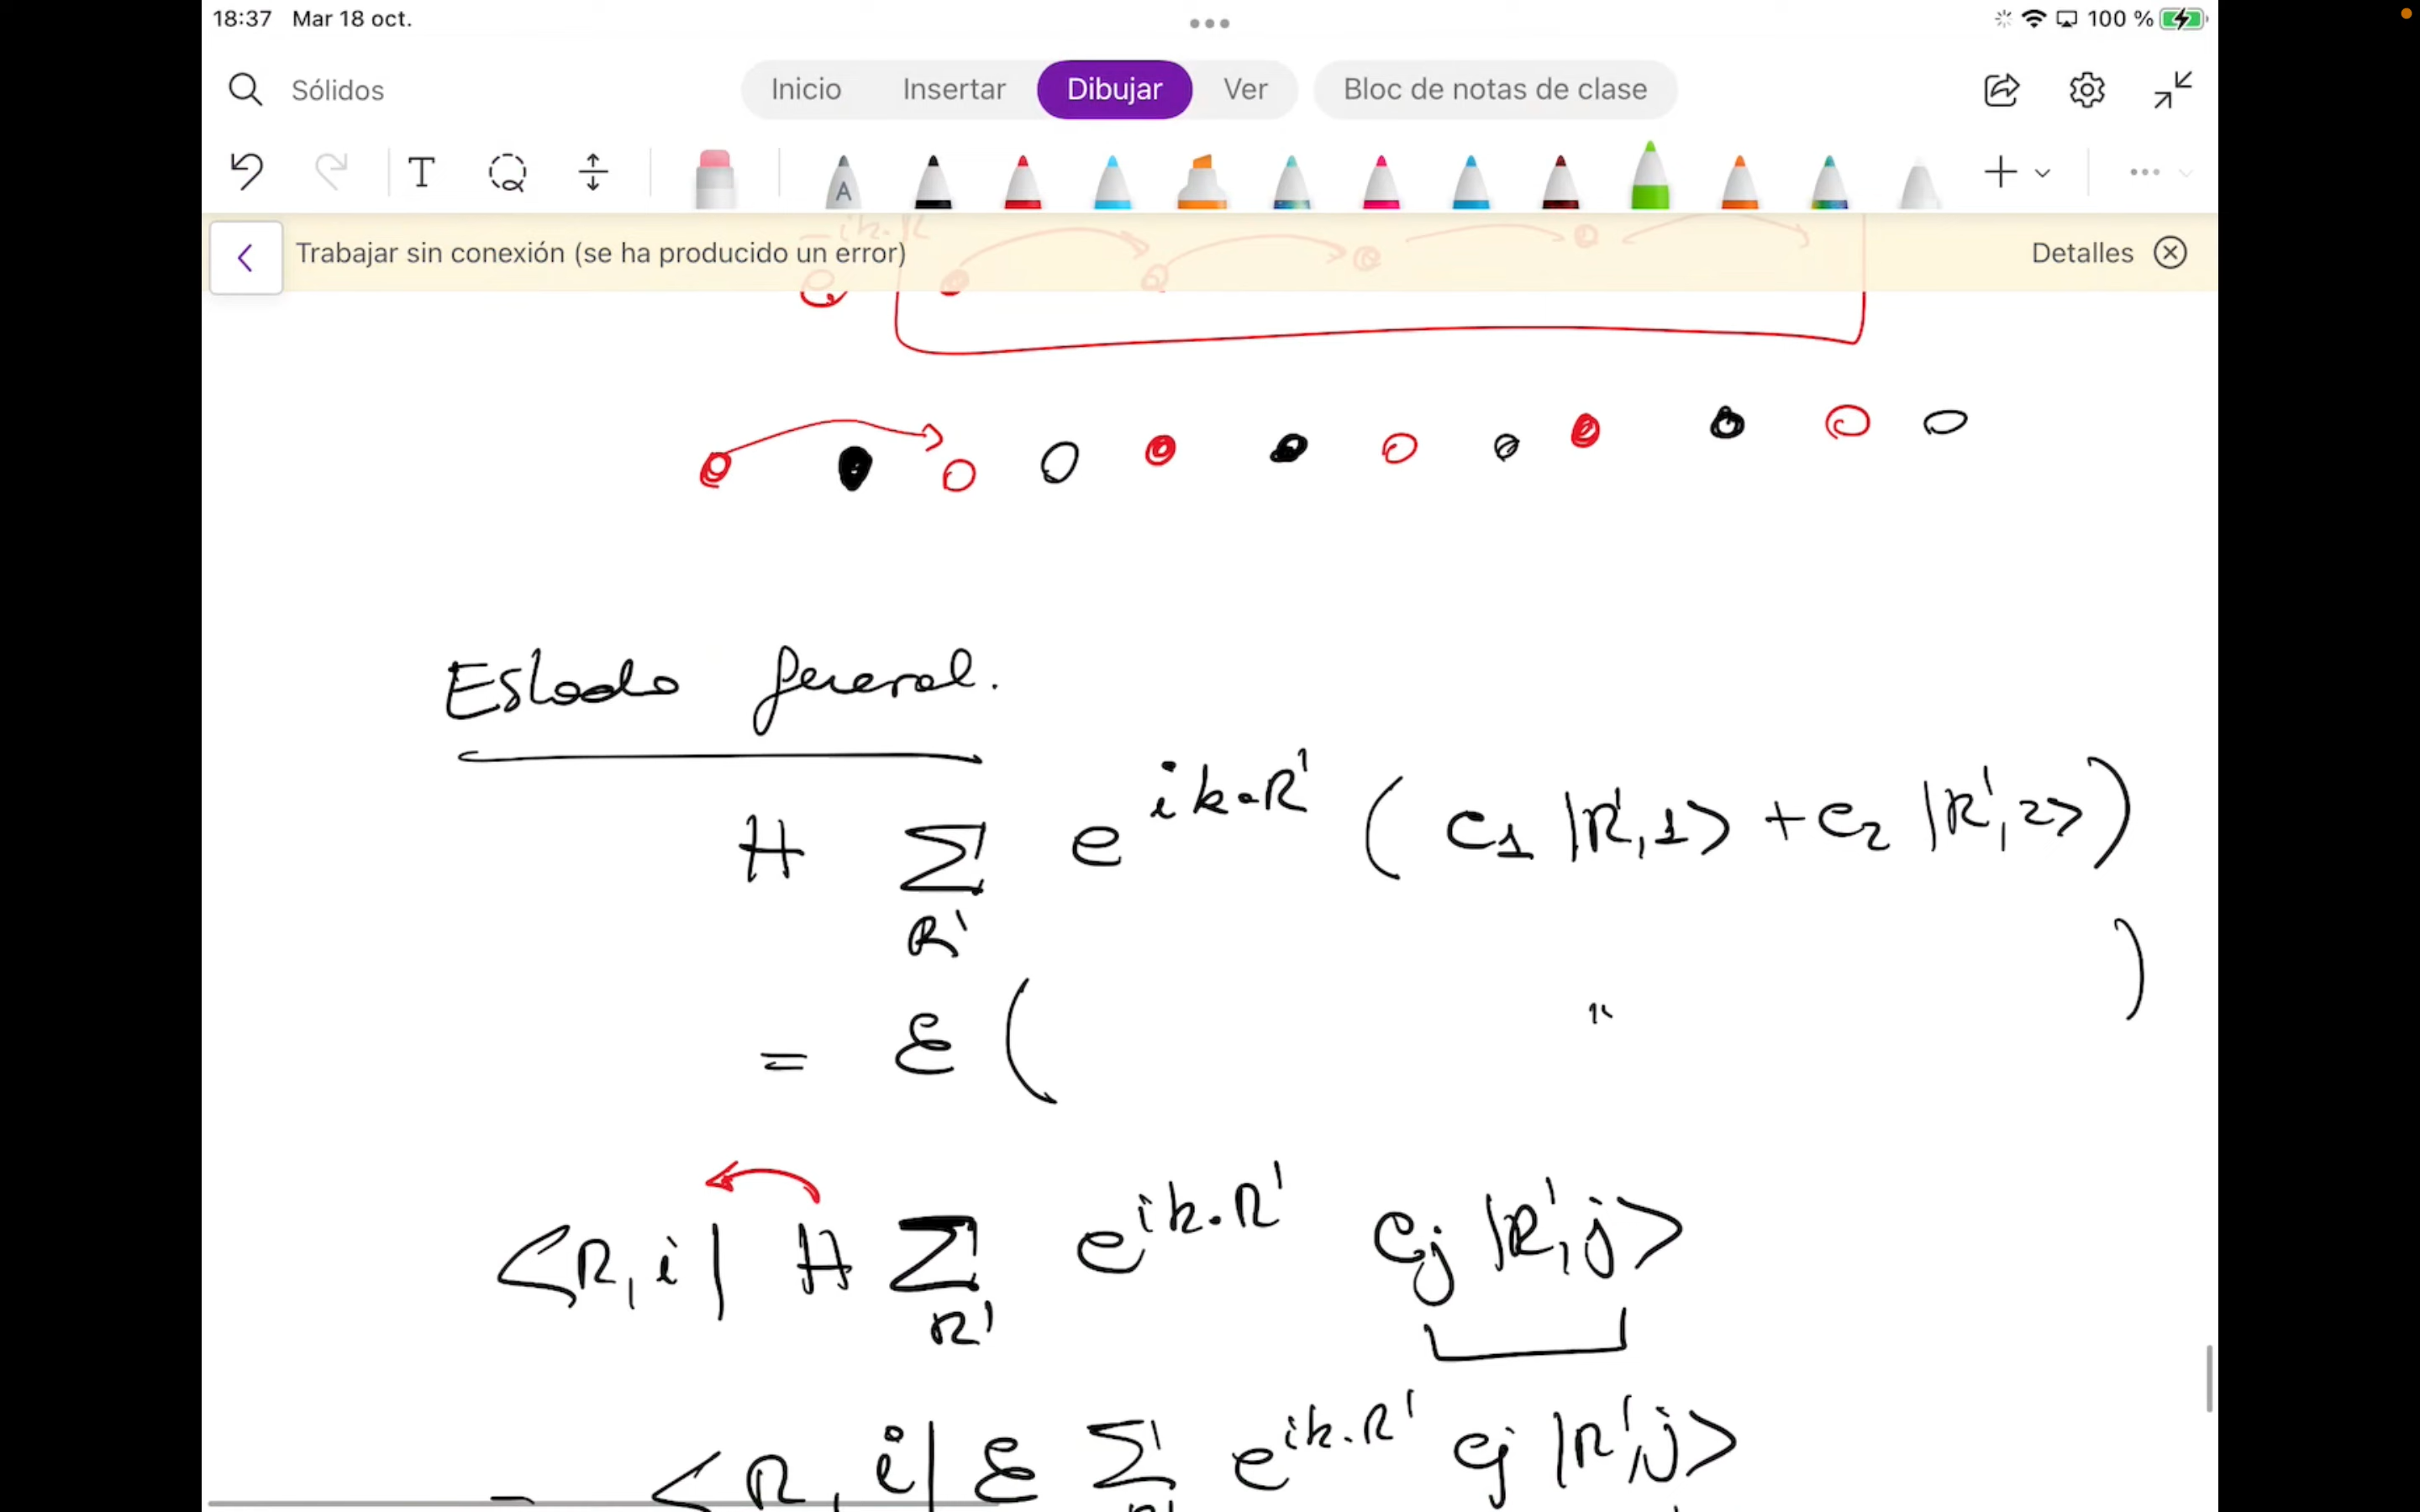 18:37 Mar 18 oct. 100 %
Sólidos Inicio Insertar Dibujar Ver Bloc de notas de clase
T A
-ik·R
Trabajar sin conexión (se ha producido un error) Detalles
e
Estado general.
H Σ e^{ik·R'} ( c₁ |R',1> + c₂ |R',2> )
R'
= ε ( " )
<R, i| H Σ e^{ik·R'} cj |R',j>
R'
= <R, i| ε Σ e^{ik·R'} cj |R',j>
R'